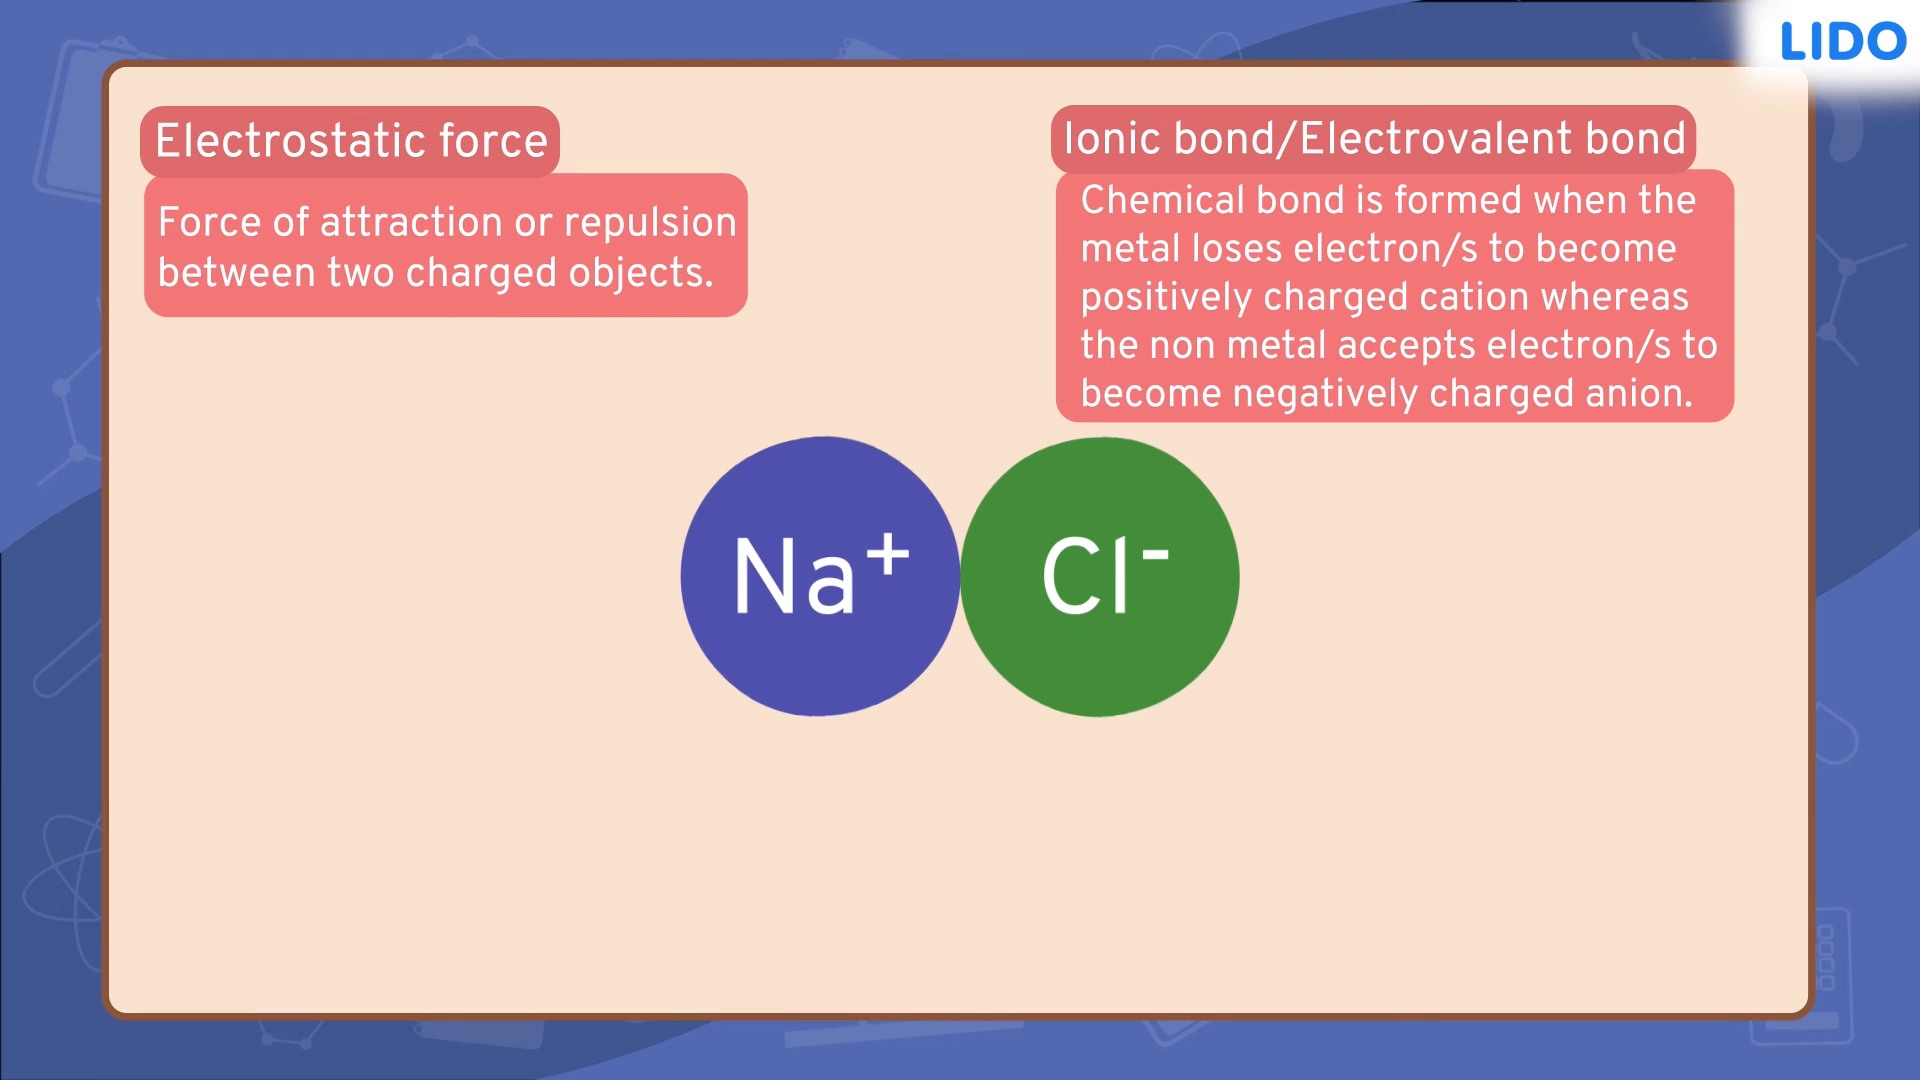 LIDO
Electrostatic force
Force of attraction or repulsion
between two charged objects.
Ionic bond/Electrovalent bond
Chemical bond is formed when the
metal loses electron/s to become
positively charged cation whereas
the non metal accepts electron/s to
become negatively charged anion.
Na⁺ Cl⁻